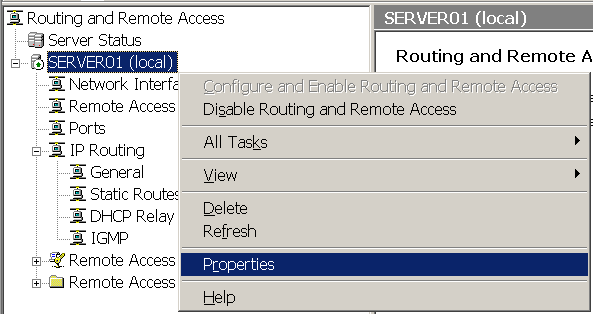 Routing and Remote Access
Server Status
SERVER01 (local)
Network Interfa
Remote Access
Ports
IP Routing
General
Static Routes
DHCP Relay
IGMP
Remote Access
Remote Access
SERVER01 (local)
Routing and Remote A
Configure and Enable Routing and Remote Access
Disable Routing and Remote Access
All Tasks
View
Delete
Refresh
Properties
Help